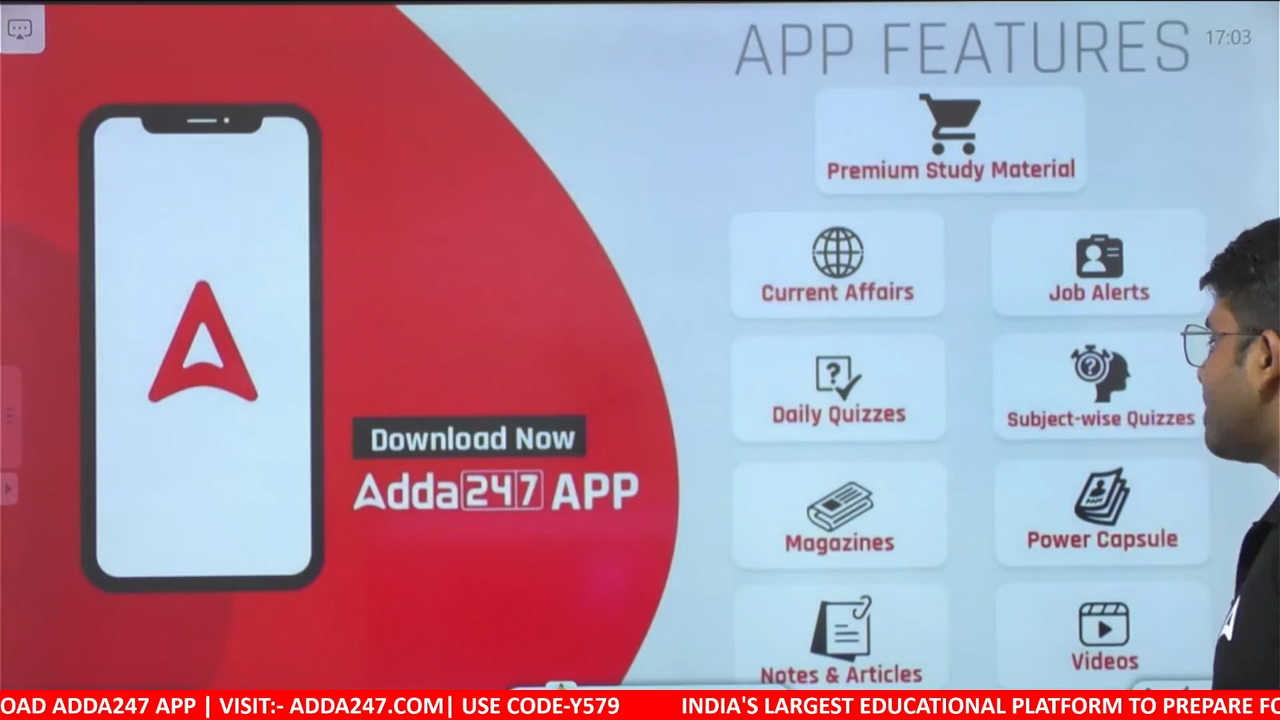 APP FEATURES
17:03
Premium Study Material
Current Affairs
Job Alerts
Daily Quizzes
Subject-wise Quizzes
Magazines
Power Capsule
Notes & Articles
Videos
Download Now
Adda247 APP
OAD ADDA247 APP | VISIT:- ADDA247.COM| USE CODE-Y579 INDIA'S LARGEST EDUCATIONAL PLATFORM TO PREPARE FO